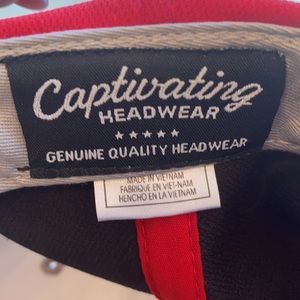 Captivating
HEADWEAR
★★★★★
GENUINE QUALITY HEADWEAR
MADE IN VIETNAM
FABRIQUE EN VIET-NAM
HENCHO EN LA VIETNAM